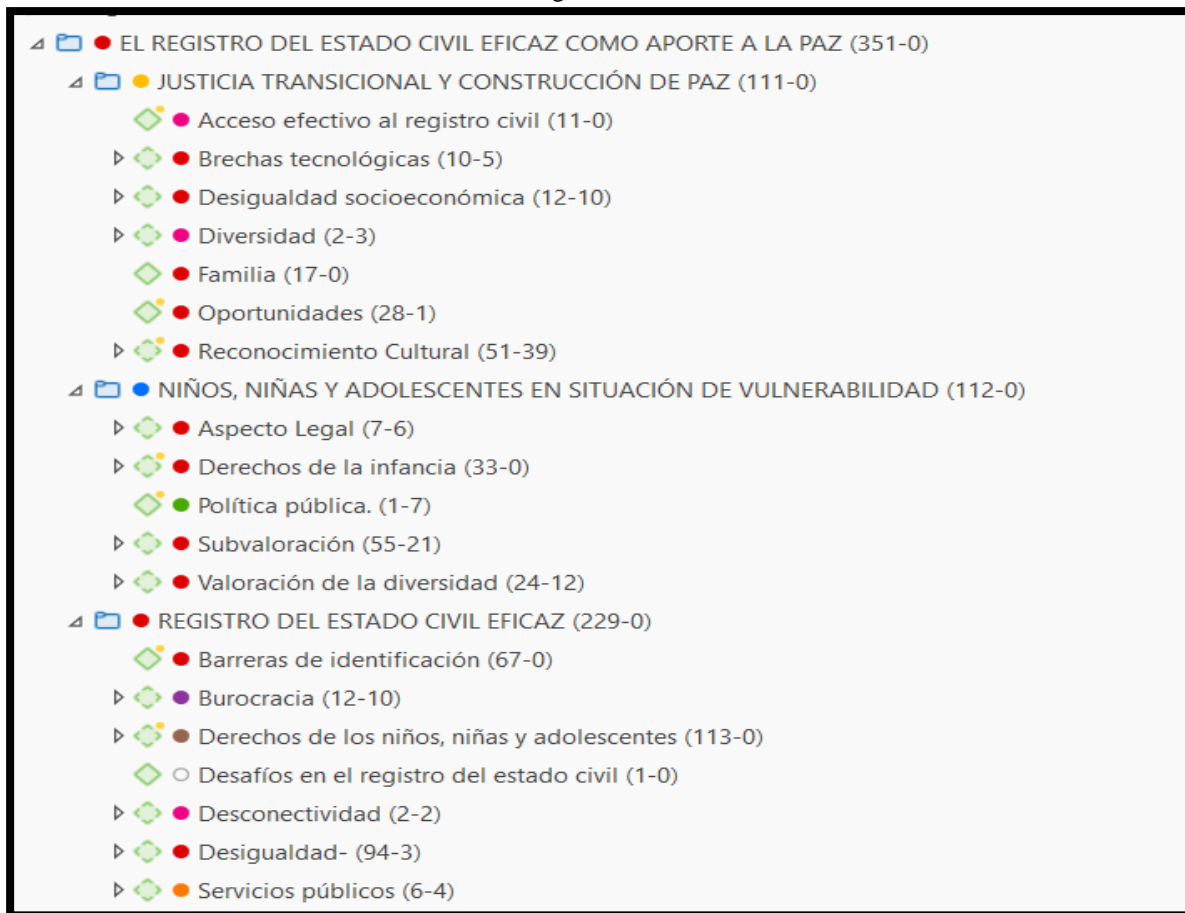 EL REGISTRO DEL ESTADO CIVIL EFICAZ COMO APORTE A LA PAZ (351-0)
JUSTICIA TRANSICIONAL Y CONSTRUCCIÓN DE PAZ (111-0)
Acceso efectivo al registro civil (11-0)
Brechas tecnológicas (10-5)
Desigualdad socioeconómica (12-10)
Diversidad (2-3)
Familia (17-0)
Oportunidades (28-1)
Reconocimiento Cultural (51-39)
NIÑOS, NIÑAS Y ADOLESCENTES EN SITUACIÓN DE VULNERABILIDAD (112-0)
Aspecto Legal (7-6)
Derechos de la infancia (33-0)
Política pública. (1-7)
Subvaloración (55-21)
Valoración de la diversidad (24-12)
REGISTRO DEL ESTADO CIVIL EFICAZ (229-0)
Barreras de identificación (67-0)
Burocracia (12-10)
Derechos de los niños, niñas y adolescentes (113-0)
Desafíos en el registro del estado civil (1-0)
Desconectividad (2-2)
Desigualdad- (94-3)
Servicios públicos (6-4)